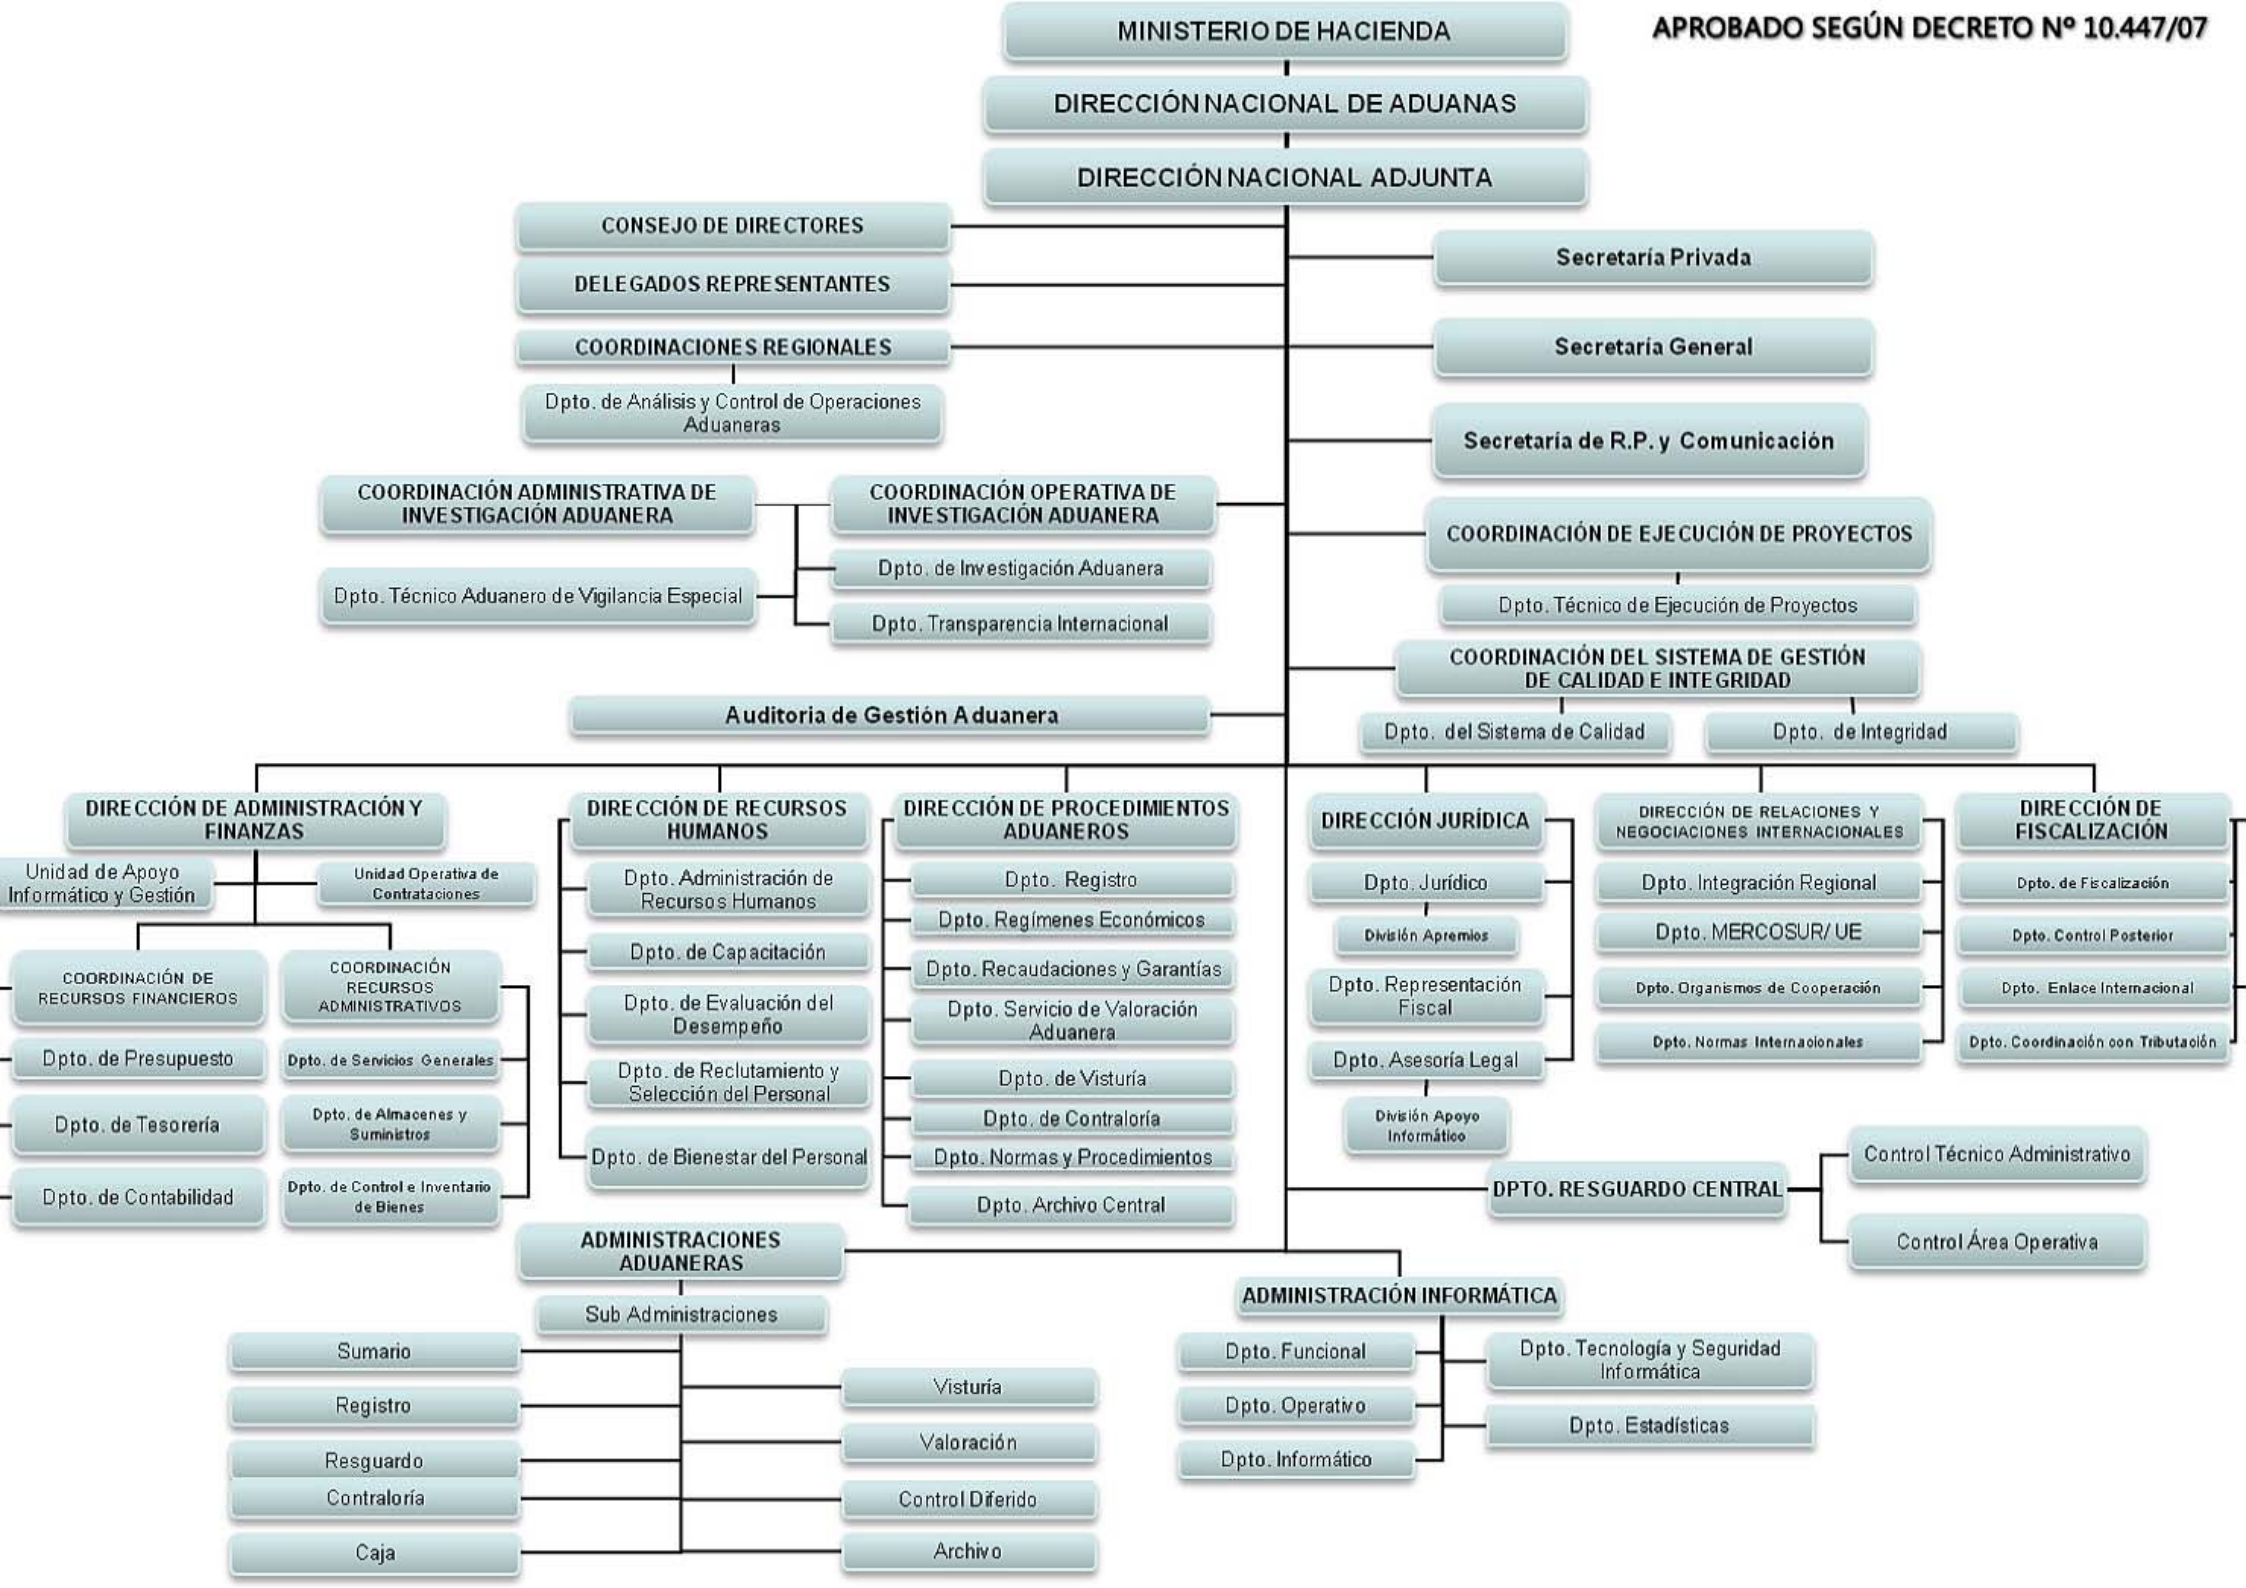 APROBADO SEGÚN DECRETO Nº 10.447/07
MINISTERIO DE HACIENDA
DIRECCIÓN NACIONAL DE ADUANAS
DIRECCIÓN NACIONAL ADJUNTA
CONSEJO DE DIRECTORES
DELEGADOS REPRESENTANTES
COORDINACIONES REGIONALES
Dpto. de Análisis y Control de Operaciones
Aduaneras
Secretaría Privada
Secretaría General
Secretaría de R.P. y Comunicación
COORDINACIÓN ADMINISTRATIVA DE
INVESTIGACIÓN ADUANERA
COORDINACIÓN OPERATIVA DE
INVESTIGACIÓN ADUANERA
Dpto. de Investigación Aduanera
Dpto. Técnico Aduanero de Vigilancia Especial
Dpto. Transparencia Internacional
COORDINACIÓN DE EJECUCIÓN DE PROYECTOS
Dpto. Técnico de Ejecución de Proyectos
COORDINACIÓN DEL SISTEMA DE GESTIÓN
DE CALIDAD E INTEGRIDAD
Dpto. del Sistema de Calidad
Dpto. de Integridad
Auditoria de Gestión Aduanera
DIRECCIÓN DE ADMINISTRACIÓN Y
FINANZAS
Unidad de Apoyo
Informático y Gestión
Unidad Operativa de
Contrataciones
COORDINACIÓN DE
RECURSOS FINANCIEROS
Dpto. de Presupuesto
Dpto. de Tesorería
Dpto. de Contabilidad
COORDINACIÓN
RECURSOS
ADMINISTRATIVOS
Dpto. de Servicios Generales
Dpto. de Almacenes y
Suministros
Dpto. de Control e Inventario
de Bienes
DIRECCIÓN DE RECURSOS
HUMANOS
Dpto. Administración de
Recursos Humanos
Dpto. de Capacitación
Dpto. de Evaluación del
Desempeño
Dpto. de Reclutamiento y
Selección del Personal
Dpto. de Bienestar del Personal
DIRECCIÓN DE PROCEDIMIENTOS
ADUANEROS
Dpto. Registro
Dpto. Regímenes Económicos
Dpto. Recaudaciones y Garantías
Dpto. Servicio de Valoración
Aduanera
Dpto. de Visturía
Dpto. de Contraloría
Dpto. Normas y Procedimientos
Dpto. Archivo Central
DIRECCIÓN JURÍDICA
Dpto. Jurídico
División Apremios
Dpto. Representación
Fiscal
Dpto. Asesoría Legal
División Apoyo
Informático
DIRECCIÓN DE RELACIONES Y
NEGOCIACIONES INTERNACIONALES
Dpto. Integración Regional
Dpto. MERCOSUR/ UE
Dpto. Organismos de Cooperación
Dpto. Normas Internacionales
DIRECCIÓN DE
FISCALIZACIÓN
Dpto. de Fiscalización
Dpto. Control Posterior
Dpto. Enlace Internacional
Dpto. Coordinación con Tributación
DPTO. RESGUARDO CENTRAL
Control Técnico Administrativo
Control Área Operativa
ADMINISTRACIONES
ADUANERAS
Sub Administraciones
Sumario
Registro
Resguardo
Contraloría
Caja
Visturía
Valoración
Control Diferido
Archivo
ADMINISTRACIÓN INFORMÁTICA
Dpto. Funcional
Dpto. Operativo
Dpto. Informático
Dpto. Tecnología y Seguridad
Informática
Dpto. Estadísticas